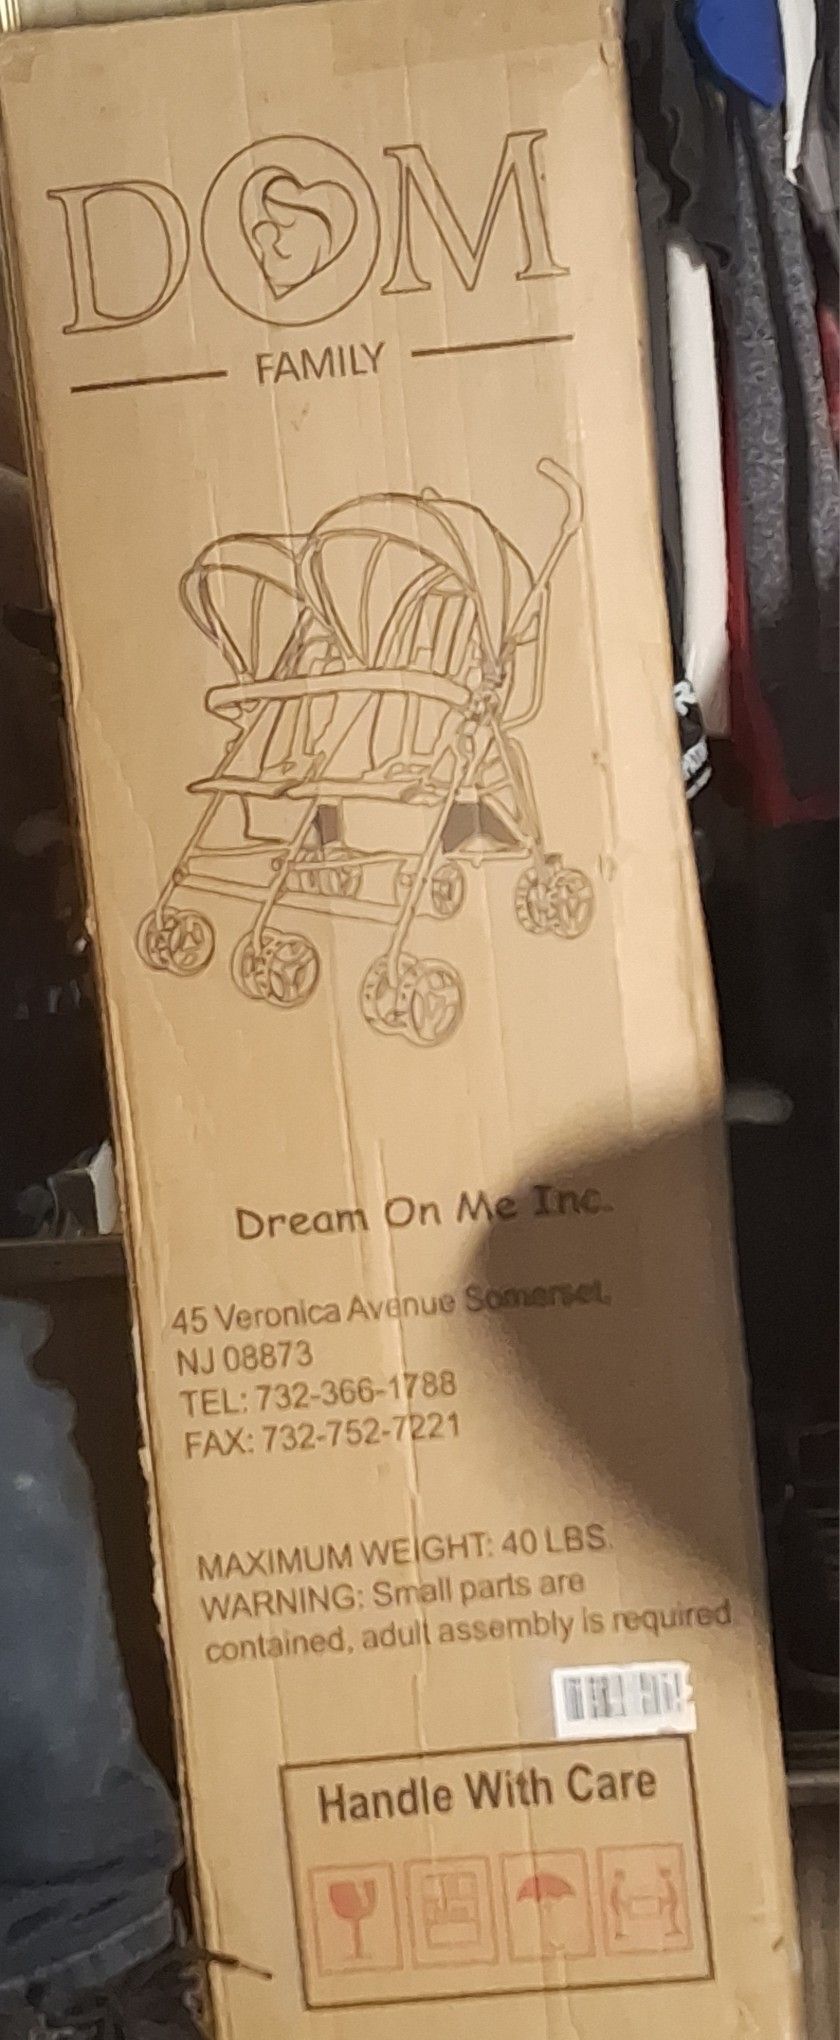 DOM
FAMILY
Dream On Me Inc.
45 Veronica Avenue Somerset,
NJ 08873
TEL: 732-366-1788
FAX: 732-752-7221
MAXIMUM WEIGHT: 40 LBS.
WARNING: Small parts are
contained, adult assembly is required
Handle With Care